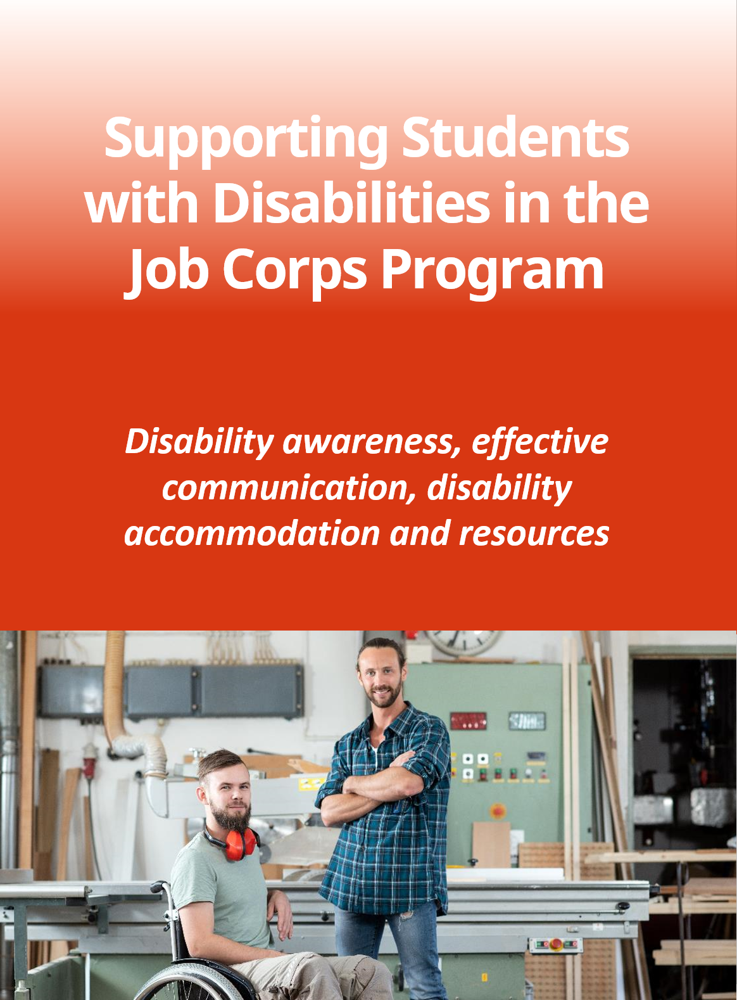 Supporting Students
with Disabilities in the
Job Corps Program
Disability awareness, effective
communication, disability
accommodation and resources